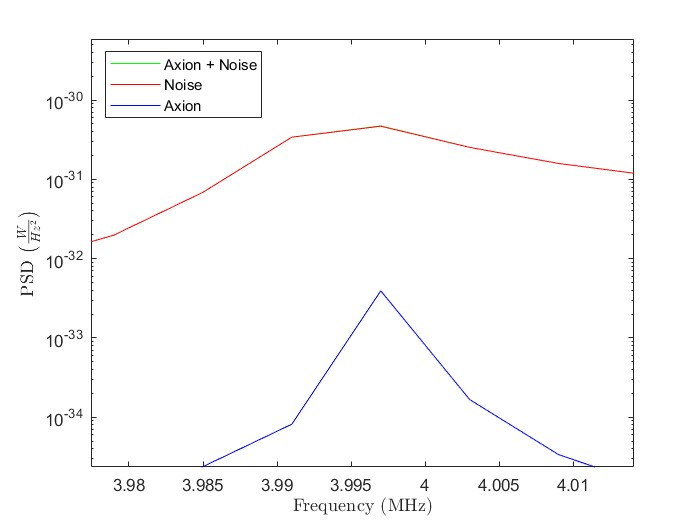 Axion + Noise
Noise
Axion
10^-30
10^-31
10^-32
10^-33
10^-34
PSD (W/Hz²)
3.98
3.985
3.99
3.995
4
4.005
4.01
Frequency (MHz)